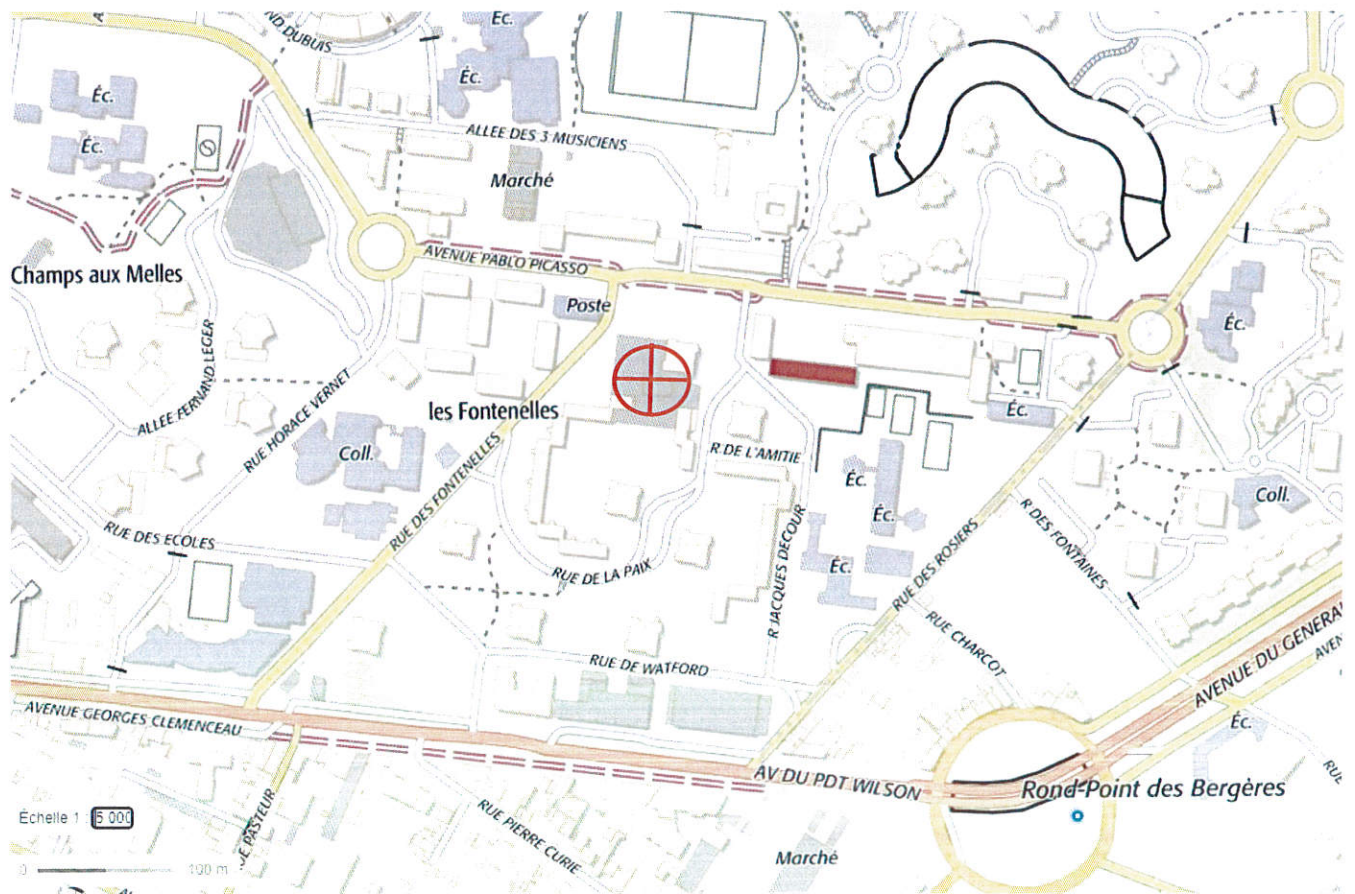 ND DUBUIS
Éc.
Éc.
Éc.
Éc.
ALLEE DES 3 MUSICIENS
Marché
Champs aux Melles
AVENUE PABLO PICASSO
Poste
Éc.
ALLEE FERNAND LEGER
RUE HORACE VERNET
les Fontenelles
Éc.
Coll.
R DE L'AMITIE
Éc.
Coll.
RUE DES FONTENELLES
Éc.
R DES FONTAINES
RUE DES ECOLES
RUE DE LA PAIX
R JACQUES DECOUR
Éc.
RUE DES ROSIERS
RUE CHARCOT
RUE DE WATFORD
AVENUE DU GENERA
AVEN
AVENUE GEORGES CLEMENCEAU
Éc.
AV DU PDT WILSON
Rond-Point des Bergères
RUE
Échelle 1 : 5 000
E PASTEUR
RUE PIERRE CURIE
Marché
0 100 m